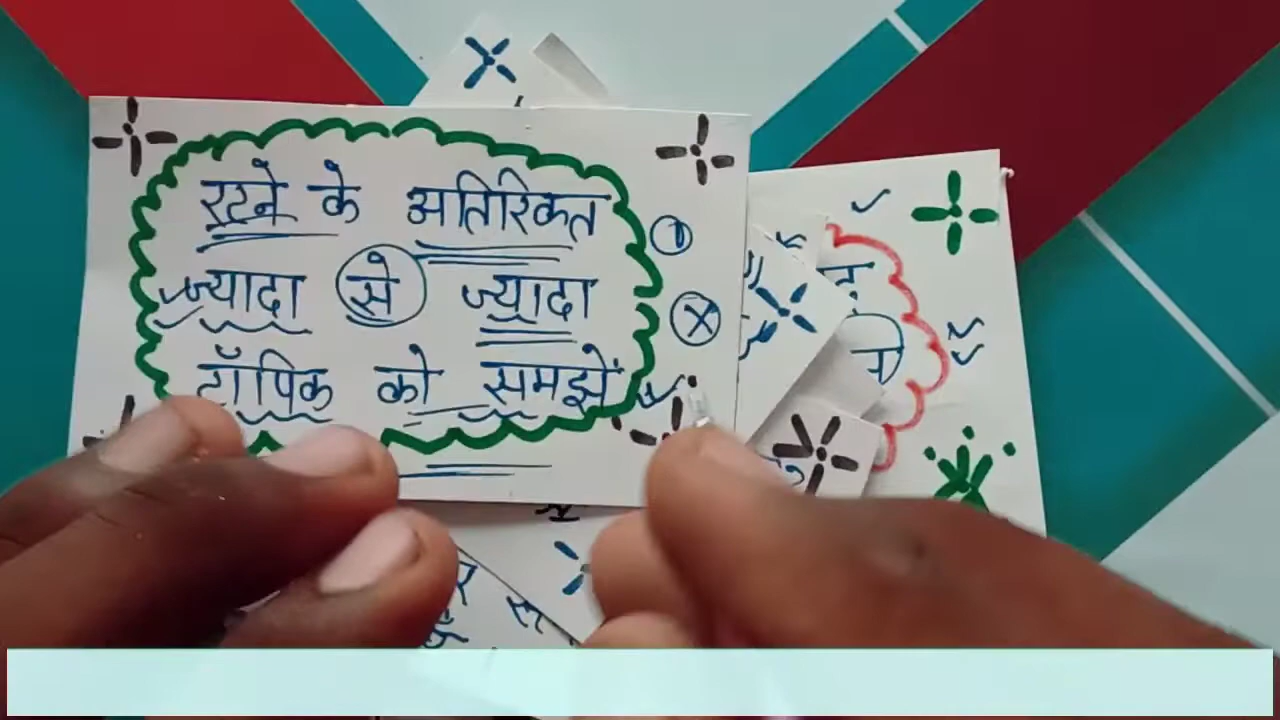 रटने के अतिरिक्त
ज्यादा से ज्यादा
टॉपिक को समझें